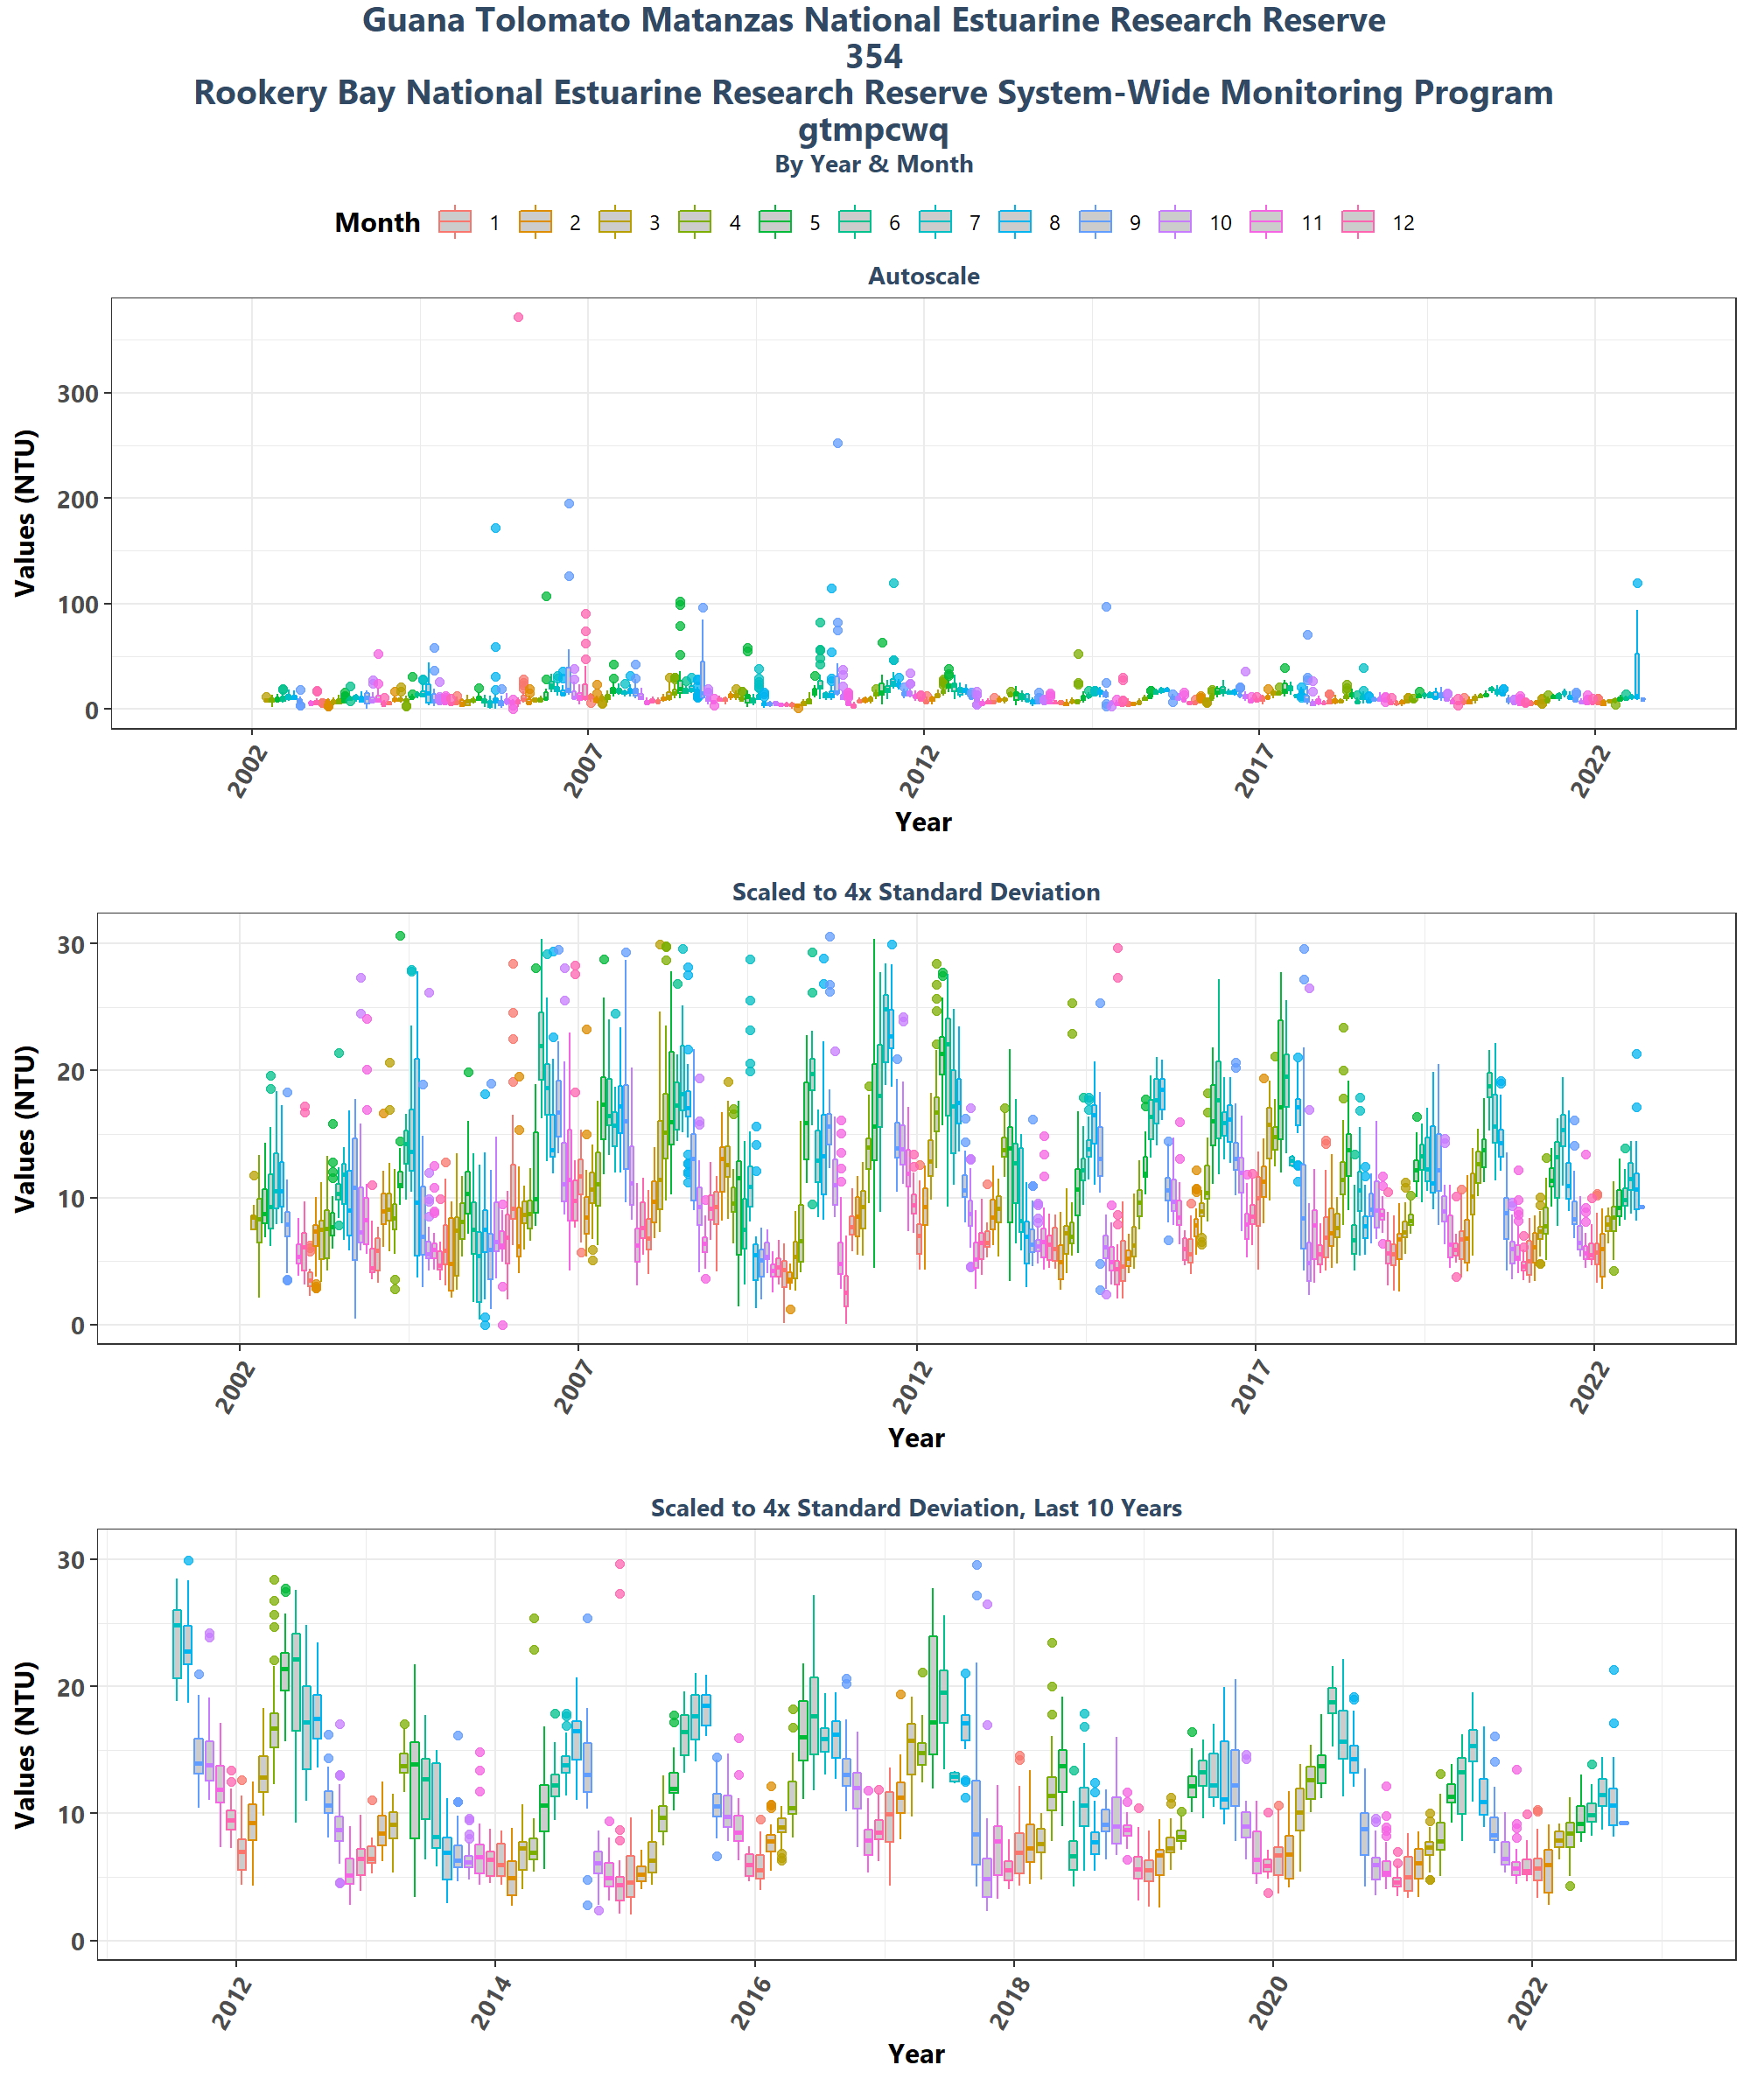 Guana Tolomato Matanzas National Estuarine Research Reserve
354
Rookery Bay National Estuarine Research Reserve System-Wide Monitoring Program
gtmpcwq
By Year & Month
Month 1 2 3 4 5 6 7 8 9 10 11 12
Autoscale
Values (NTU)
300
200
100
0
2002 2007 2012 2017 2022
Year
Scaled to 4x Standard Deviation
Values (NTU)
30
20
10
0
2002 2007 2012 2017 2022
Year
Scaled to 4x Standard Deviation, Last 10 Years
Values (NTU)
30
20
10
0
2012 2014 2016 2018 2020 2022
Year